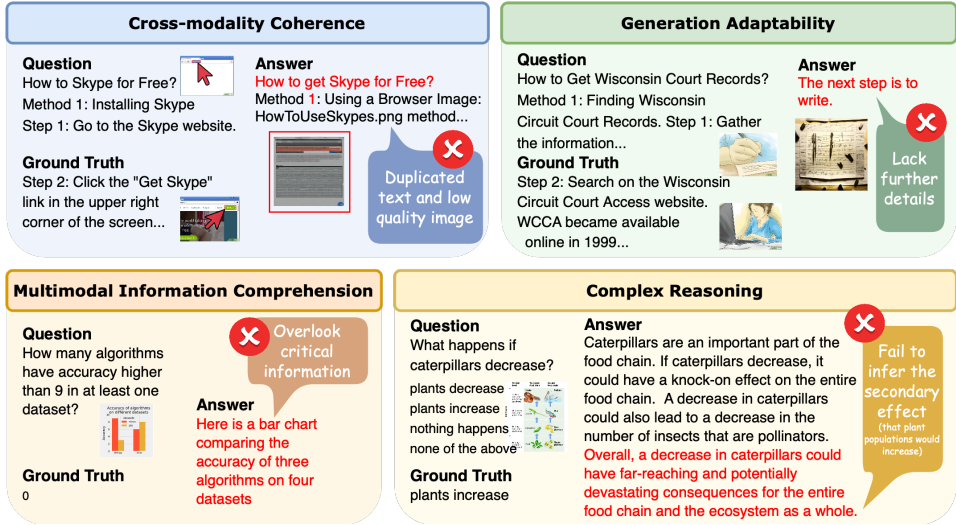 Cross-modality Coherence
Question
How to Skype for Free?
Method 1: Installing Skype
Step 1: Go to the Skype website.
Ground Truth
Step 2: Click the "Get Skype"
link in the upper right
corner of the screen...
Answer
How to get Skype for Free?
Method 1: Using a Browser Image:
HowToUseSkypes.png method...
Duplicated
text and low
quality image
Generation Adaptability
Question
How to Get Wisconsin Court Records?
Method 1: Finding Wisconsin
Circuit Court Records. Step 1: Gather
the information...
Ground Truth
Step 2: Search on the Wisconsin
Circuit Court Access website.
WCCA became available
online in 1999...
Answer
The next step is to
write.
Lack
further
details
Multimodal Information Comprehension
Question
How many algorithms
have accuracy higher
than 9 in at least one
dataset?
Accuracy of algorithms
on different datasets
Ground Truth
0
Overlook
critical
information
Answer
Here is a bar chart
comparing the
accuracy of three
algorithms on four
datasets
Complex Reasoning
Question
What happens if
caterpillars decrease?
plants decrease
plants increase
nothing happens
none of the above
Ground Truth
plants increase
Answer
Caterpillars are an important part of the
food chain. If caterpillars decrease, it
could have a knock-on effect on the entire
food chain. A decrease in caterpillars
could also lead to a decrease in the
number of insects that are pollinators.
Overall, a decrease in caterpillars could
have far-reaching and potentially
devastating consequences for the entire
food chain and the ecosystem as a whole.
Fail to
infer the
secondary
effect
(that plant
populations would
increase)